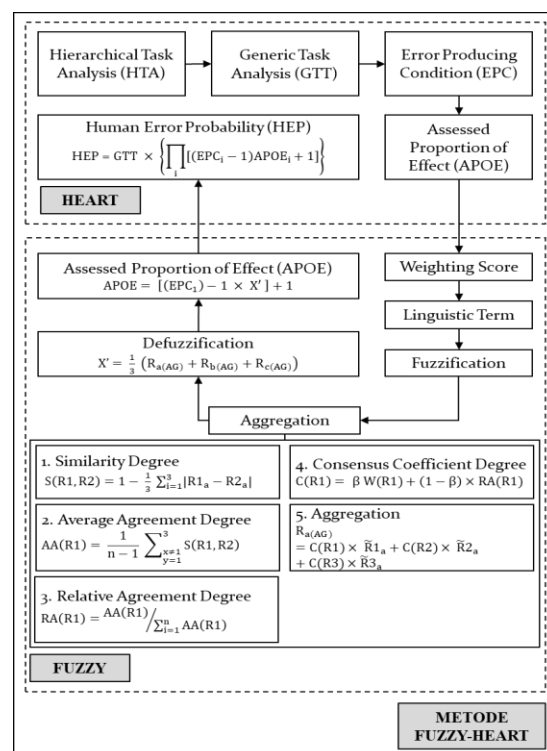 Hierarchical Task
Analysis (HTA)
Generic Task
Analysis (GTT)
Error Producing
Condition (EPC)
Human Error Probability (HEP)
HEP = GTT × {∏ᵢ[(EPCᵢ − 1)APOEᵢ + 1]}
Assessed
Proportion of
Effect (APOE)
HEART
Assessed Proportion of Effect (APOE)
APOE = [(EPC₁) − 1 × X′] + 1
Weighting Score
Linguistic Term
Defuzzification
X′ = 1/3 (Ra(AG) + Rb(AG) + Rc(AG))
Fuzzification
Aggregation
1. Similarity Degree
S(R1, R2) = 1 − 1/3 ∑³ᵢ₌₁|R1ₐ − R2ₐ|
2. Average Agreement Degree
AA(R1) = 1/(n − 1) ∑³ x≠1 y=1 S(R1, R2)
3. Relative Agreement Degree
RA(R1) = AA(R1)/∑ⁿᵢ₌₁ AA(R1)
4. Consensus Coefficient Degree
C(R1) = β W(R1) + (1 − β) × RA(R1)
5. Aggregation
Ra(AG)
= C(R1) × R̃1ₐ + C(R2) × R̃2ₐ
+ C(R3) × R̃3ₐ
FUZZY
METODE
FUZZY-HEART